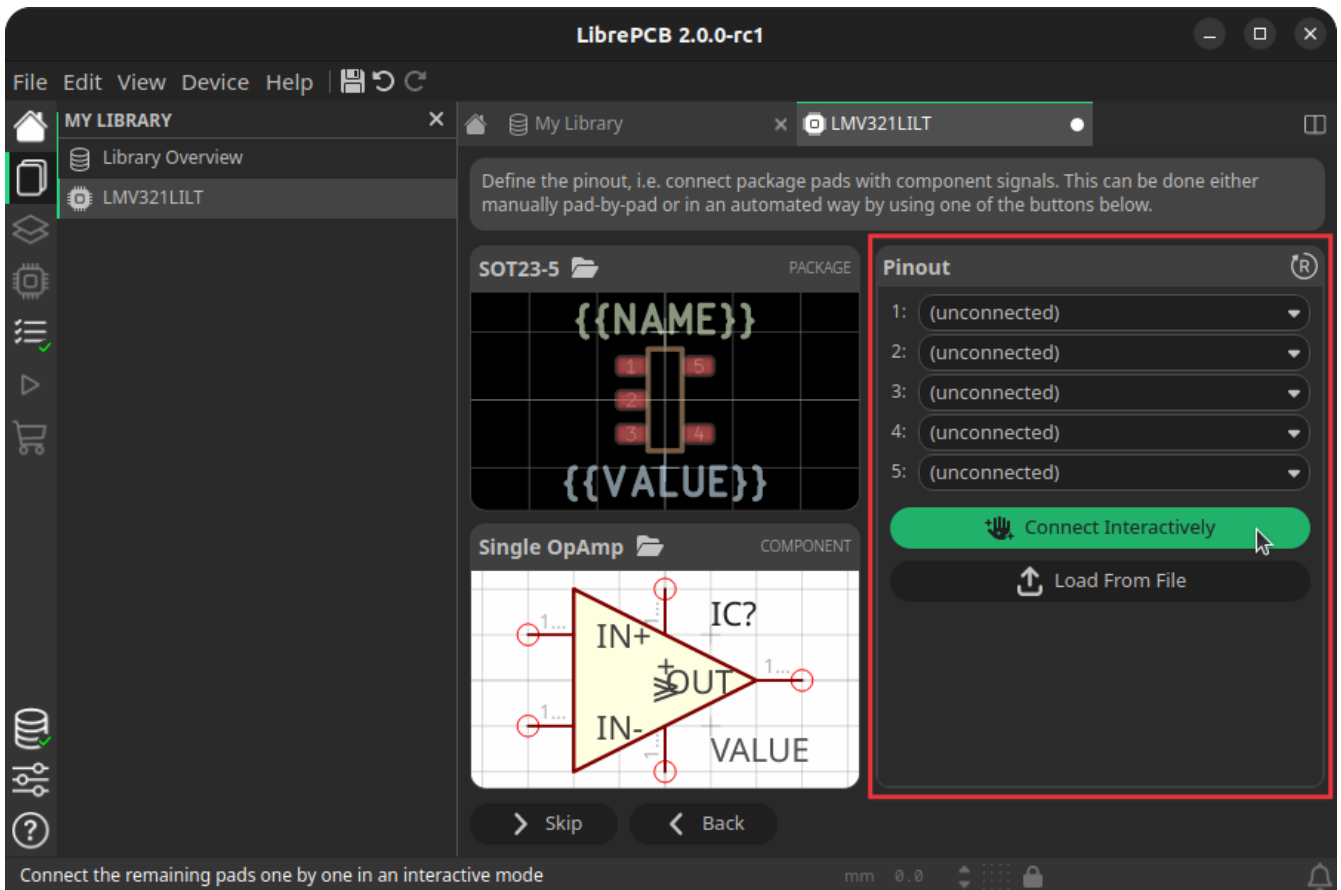 LibrePCB 2.0.0-rc1
File Edit View Device Help
MY LIBRARY
Library Overview
LMV321LILT
My Library
LMV321LILT
Define the pinout, i.e. connect package pads with component signals. This can be done either
manually pad-by-pad or in an automated way by using one of the buttons below.
SOT23-5
PACKAGE
{{NAME}}
1
5
2
3
4
{{VALUE}}
Single OpAmp
COMPONENT
IC?
1...
IN+
OUT
1...
1...
IN-
VALUE
Pinout
R
1: (unconnected)
2: (unconnected)
3: (unconnected)
4: (unconnected)
5: (unconnected)
Connect Interactively
Load From File
Skip
Back
Connect the remaining pads one by one in an interactive mode
mm 0.0